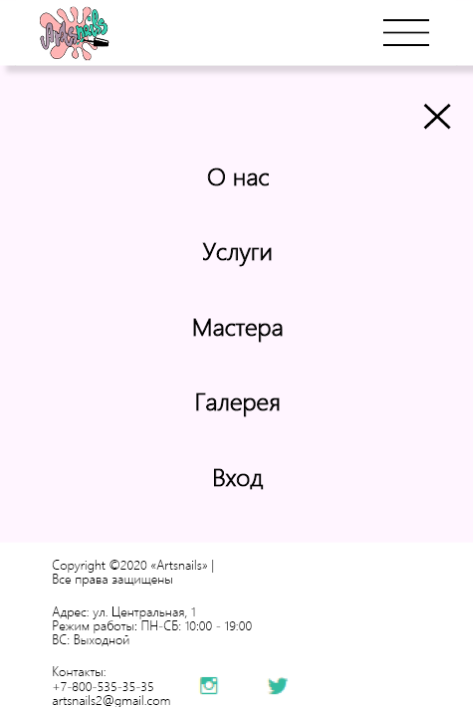 Artsnails
О нас
Услуги
Мастера
Галерея
Вход
Copyright ©2020 «Artsnails» |
Все права защищены
Адрес: ул. Центральная, 1
Режим работы: ПН-СБ: 10:00 - 19:00
ВС: Выходной
Контакты:
+7-800-535-35-35
artsnails2@gmail.com